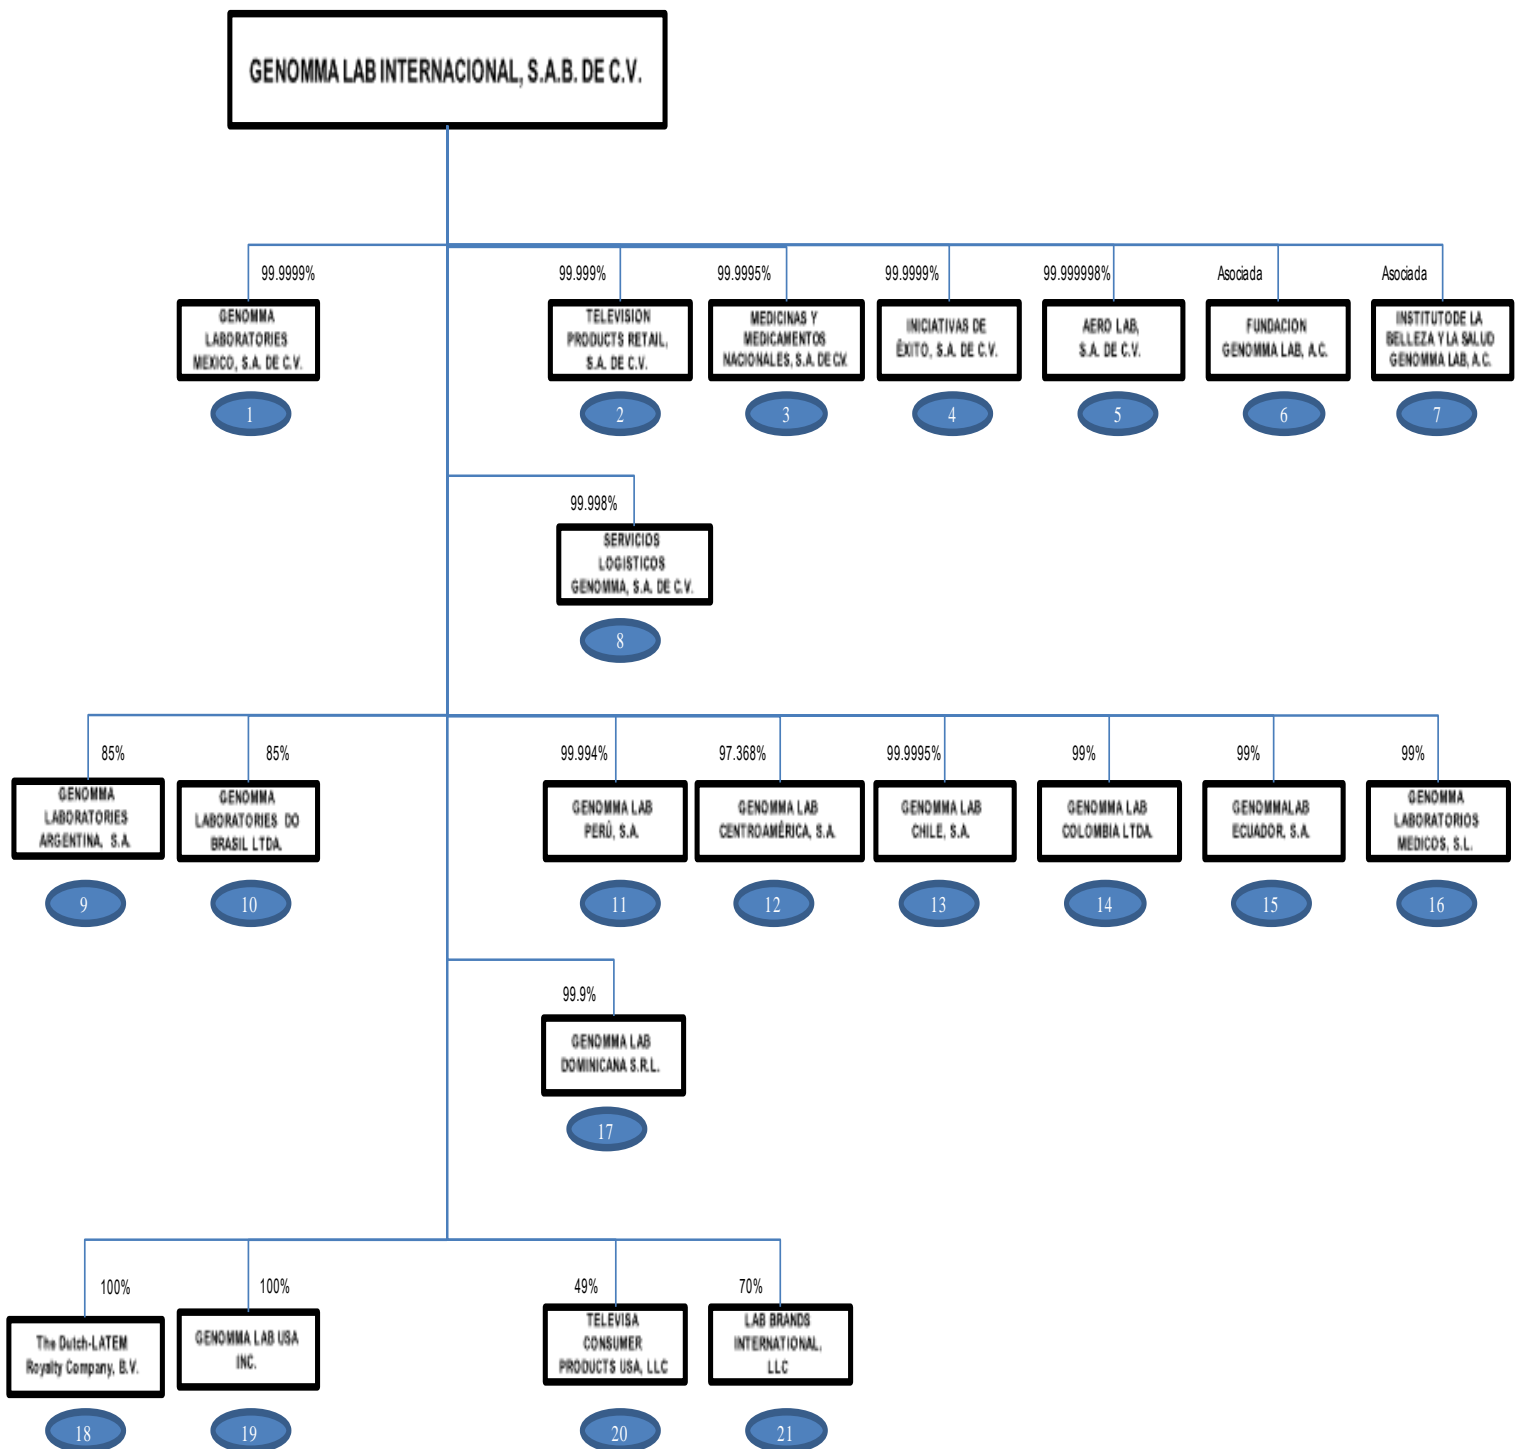 GENOMMA LAB INTERNACIONAL, S.A.B. DE C.V.
99.9999%
99.999%
99.9995%
99.9999%
99.999998%
Asociada
Asociada
GENOMMA
LABORATORIES
MEXICO, S.A. DE C.V.
TELEVISION
PRODUCTS RETAIL,
S.A. DE C.V.
MEDICINAS Y
MEDICAMENTOS
NACIONALES, S.A. DE CV.
INICIATIVAS DE
ÉXITO, S.A. DE C.V.
AERO LAB,
S.A. DE C.V.
FUNDACION
GENOMMA LAB, A.C.
INSTITUTODE LA
BELLEZA Y LA SALUD
GENOMMA LAB, A.C.
1
2
3
4
5
6
7
99.998%
SERVICIOS
LOGISTICOS
GENOMMA, S.A. DE C.V.
8
85%
85%
99.994%
97.368%
99.9995%
99%
99%
99%
GENOMMA
LABORATORIES
ARGENTINA, S.A.
GENOMMA
LABORATORIES DO
BRASIL LTDA.
GENOMMA LAB
PERÚ, S.A.
GENOMMA LAB
CENTROAMÉRICA, S.A.
GENOMMA LAB
CHILE, S.A.
GENOMMA LAB
COLOMBIA LTDA.
GENOMMALAB
ECUADOR, S.A.
GENOMMA
LABORATORIOS
MEDICOS, S.L.
9
10
11
12
13
14
15
16
99.9%
GENOMMA LAB
DOMINICANA S.R.L.
17
100%
100%
49%
70%
The Dutch-LATEM
Royalty Company, B.V.
GENOMMA LAB USA
INC.
TELEVISA
CONSUMER
PRODUCTS USA, LLC
LAB BRANDS
INTERNATIONAL,
LLC
18
19
20
21